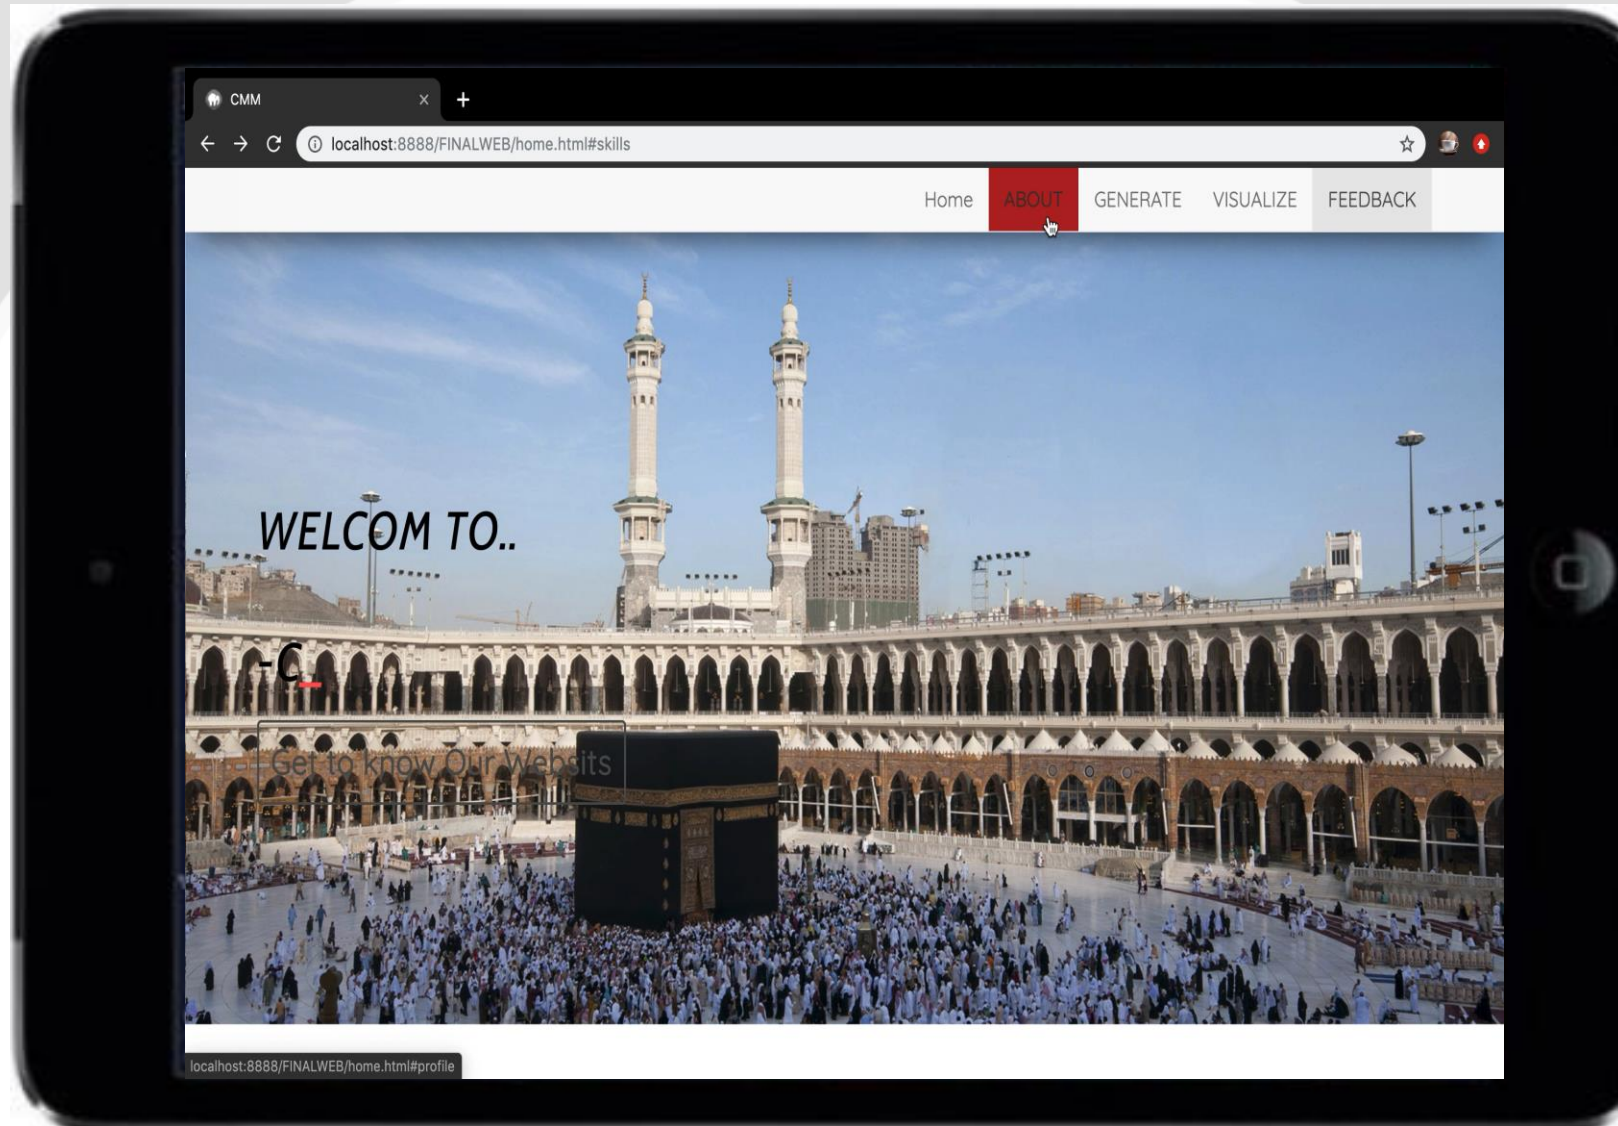 CMM
localhost:8888/FINALWEB/home.html#skills
Home ABOUT GENERATE VISUALIZE FEEDBACK
WELCOM TO..
-C_
Get to know Our Websits
localhost:8888/FINALWEB/home.html#profile